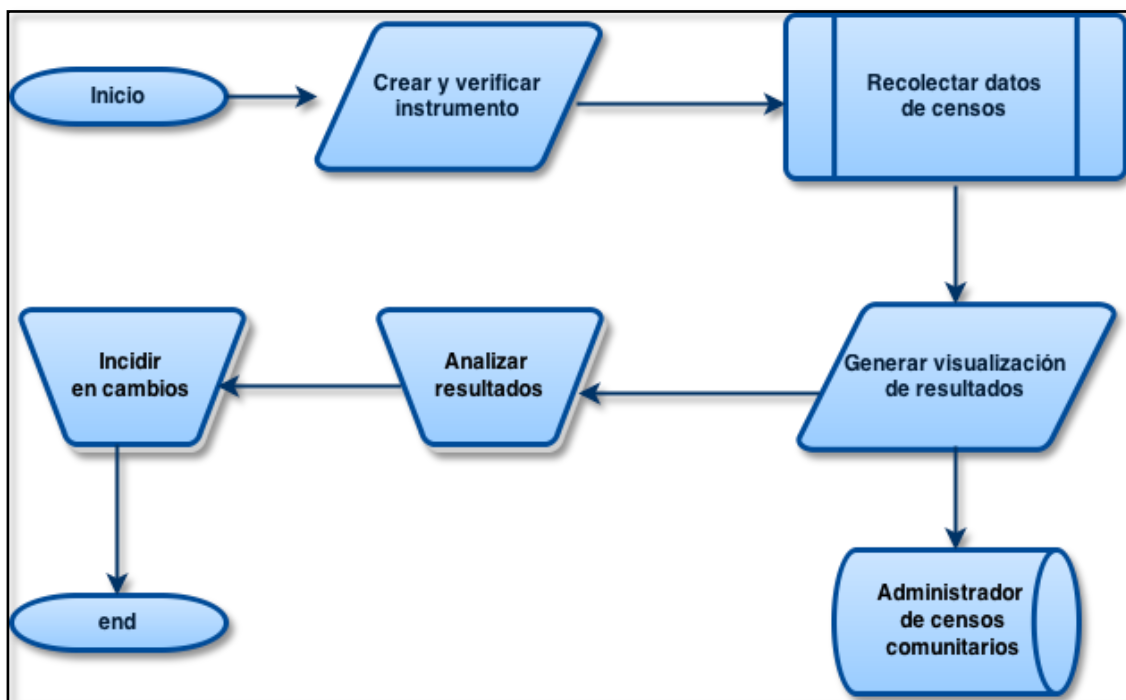 Inicio
Crear y verificar
instrumento
Recolectar datos
de censos
Incidir
en cambios
Analizar
resultados
Generar visualización
de resultados
end
Administrador
de censos
comunitarios